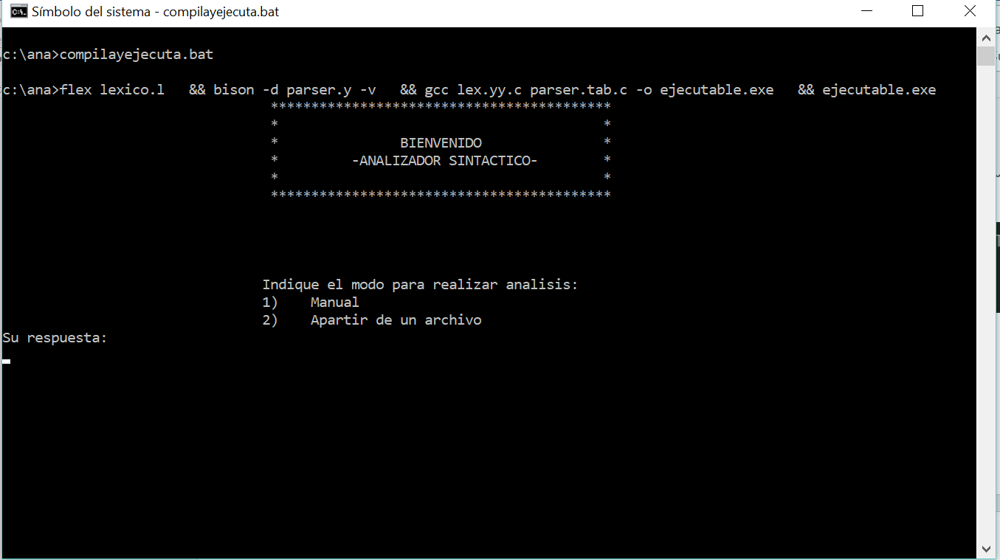 Símbolo del sistema - compilayejecuta.bat
c:\ana>compilayejecuta.bat
c:\ana>flex lexico.l   && bison -d parser.y -v   && gcc lex.yy.c parser.tab.c -o ejecutable.exe   && ejecutable.exe
******************************************
*                                        *
*               BIENVENIDO               *
*         -ANALIZADOR SINTACTICO-        *
*                                        *
******************************************
Indique el modo para realizar analisis:
1)    Manual
2)    Apartir de un archivo
Su respuesta: